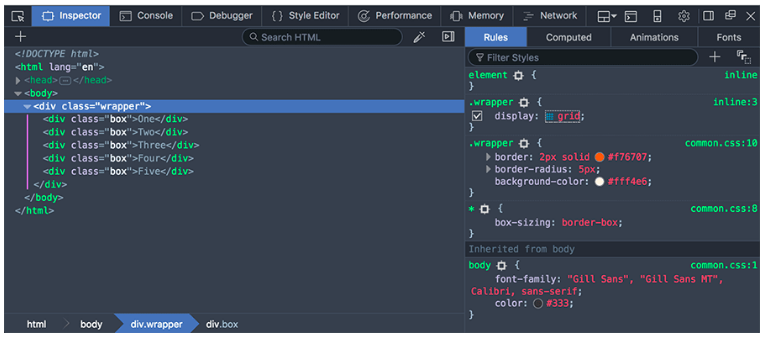 Inspector Console Debugger Style Editor Performance Memory Network
+ Search HTML
<!DOCTYPE html>
<html lang="en">
<head></head>
<body>
<div class="wrapper">
<div class="box">One</div>
<div class="box">Two</div>
<div class="box">Three</div>
<div class="box">Four</div>
<div class="box">Five</div>
</div>
</body>
</html>
html body div.wrapper div.box
Rules Computed Animations Fonts
Filter Styles +
element { inline
}
.wrapper { inline:3
display: grid;
}
.wrapper { common.css:10
border: 2px solid #f76707;
border-radius: 5px;
background-color: #fff4e6;
}
* { common.css:8
box-sizing: border-box;
}
Inherited from body
body { common.css:1
font-family: "Gill Sans", "Gill Sans MT",
Calibri, sans-serif;
color: #333;
}